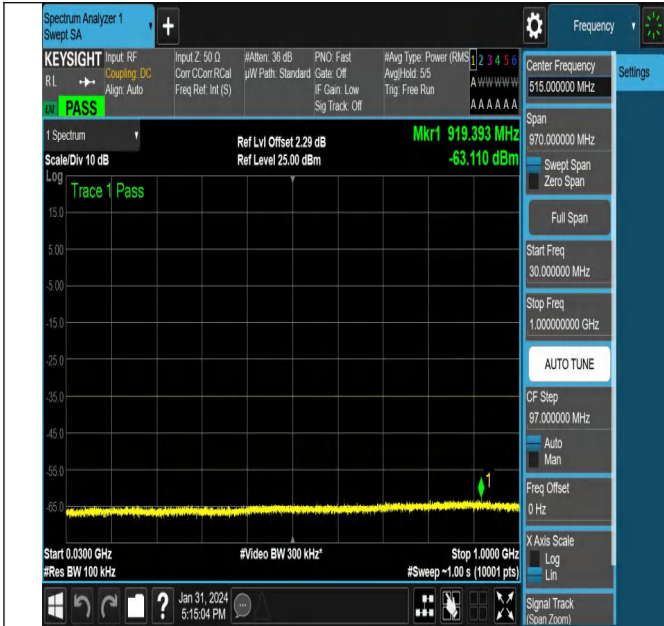 Spectrum Analyzer 1
Swept SA
+
Frequency
KEYSIGHT
RL
LXI
PASS
Input: RF
Coupling: DC
Align: Auto
Input Z: 50 Ω
Corr CCorr RCal
Freq Ref: Int (S)
#Atten: 36 dB
µW Path: Standard
PNO: Fast
Gate: Off
IF Gain: Low
Sig Track: Off
#Avg Type: Power (RMS
Avg|Hold: 5/5
Trig: Free Run
1 2 3 4 5 6
A W W W W W
A A A A A A
1 Spectrum
Scale/Div 10 dB
Ref Lvl Offset 2.29 dB
Ref Level 25.00 dBm
Mkr1 919.393 MHz
-63.110 dBm
Log
Trace 1 Pass
15.0
5.00
-5.00
-15.0
-25.0
-35.0
-45.0
-55.0
-65.0
1
Start 0.0300 GHz
#Res BW 100 kHz
#Video BW 300 kHz*
Stop 1.0000 GHz
#Sweep ~1.00 s (10001 pts)
Jan 31, 2024
5:15:04 PM
Center Frequency
515.000000 MHz
Settings
Span
970.000000 MHz
Swept Span
Zero Span
Full Span
Start Freq
30.000000 MHz
Stop Freq
1.000000000 GHz
AUTO TUNE
CF Step
97.000000 MHz
Auto
Man
Freq Offset
0 Hz
X Axis Scale
Log
Lin
Signal Track
(Span Zoom)